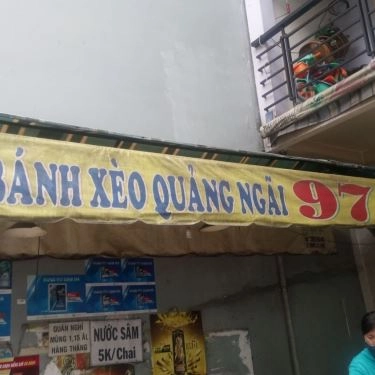 BÁNH XÈO QUẢNG NGÃI 97
QUÁN NGHỈ
MÙNG 1,15 ÂL
HÀNG THÁNG
NƯỚC SÂM
5K/Chai